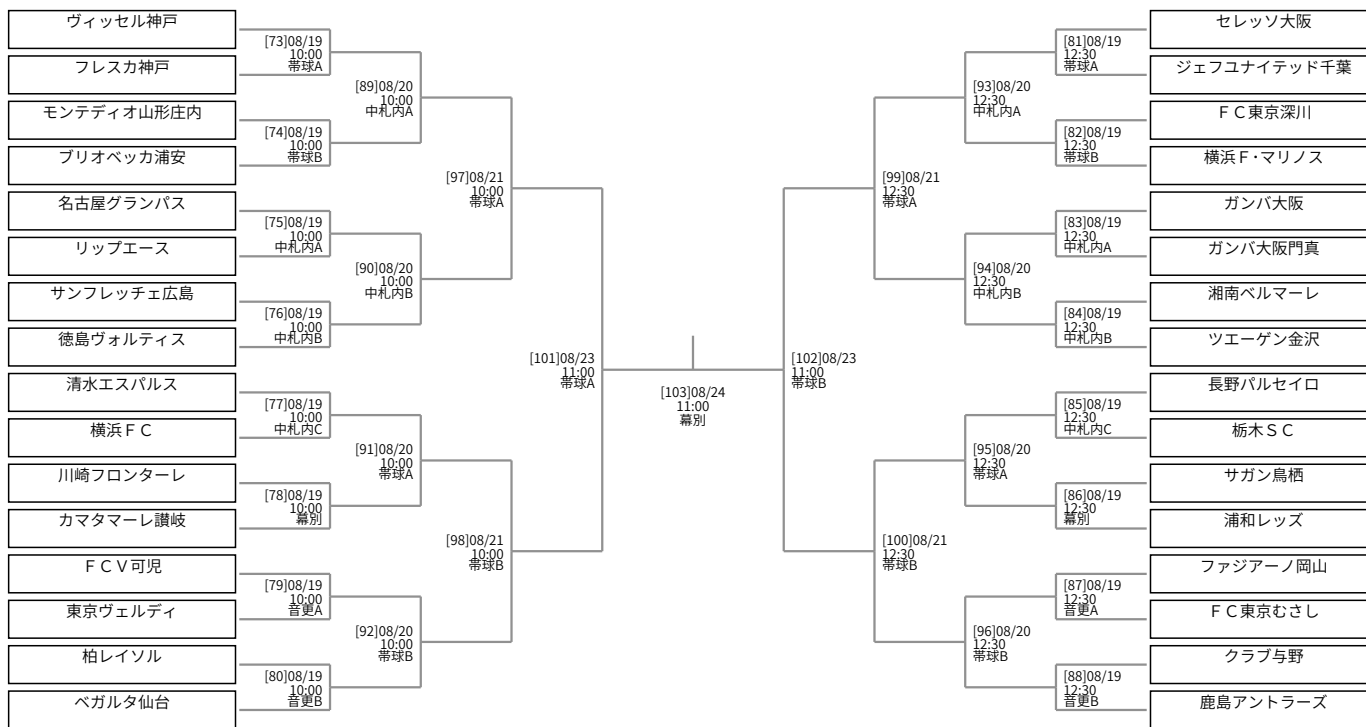 ヴィッセル神戸
フレスカ神戸
モンテディオ山形庄内
ブリオベッカ浦安
名古屋グランパス
リップエース
サンフレッチェ広島
徳島ヴォルティス
清水エスパルス
横浜ＦＣ
川崎フロンターレ
カマタマーレ讃岐
ＦＣＶ可児
東京ヴェルディ
柏レイソル
ベガルタ仙台
[73]08/19
10:00
帯球A
[74]08/19
10:00
帯球B
[75]08/19
10:00
中札内A
[76]08/19
10:00
中札内B
[77]08/19
10:00
中札内C
[78]08/19
10:00
幕別
[79]08/19
10:00
音更A
[80]08/19
10:00
音更B
[89]08/20
10:00
中札内A
[90]08/20
10:00
中札内B
[91]08/20
10:00
帯球A
[92]08/20
10:00
帯球B
[97]08/21
10:00
帯球A
[98]08/21
10:00
帯球B
[101]08/23
11:00
帯球A
[103]08/24
11:00
幕別
[102]08/23
11:00
帯球B
[99]08/21
12:30
帯球A
[100]08/21
12:30
帯球B
[93]08/20
12:30
中札内A
[94]08/20
12:30
中札内B
[95]08/20
12:30
帯球A
[96]08/20
12:30
帯球B
[81]08/19
12:30
帯球A
[82]08/19
12:30
帯球B
[83]08/19
12:30
中札内A
[84]08/19
12:30
中札内B
[85]08/19
12:30
中札内C
[86]08/19
12:30
幕別
[87]08/19
12:30
音更A
[88]08/19
12:30
音更B
セレッソ大阪
ジェフユナイテッド千葉
ＦＣ東京深川
横浜Ｆ・マリノス
ガンバ大阪
ガンバ大阪門真
湘南ベルマーレ
ツエーゲン金沢
長野パルセイロ
栃木ＳＣ
サガン鳥栖
浦和レッズ
ファジアーノ岡山
ＦＣ東京むさし
クラブ与野
鹿島アントラーズ